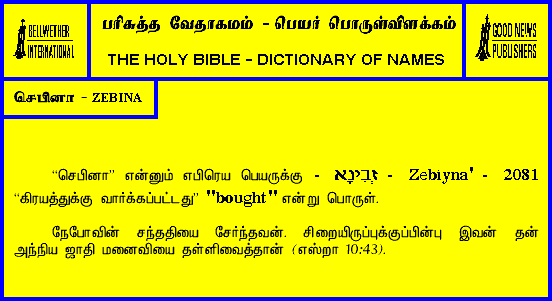 BELLWETHER
INTERNATIONAL
பரிசுத்த வேதாகமம் - பெயர் பொருள்விளக்கம்
THE HOLY BIBLE - DICTIONARY OF NAMES
GOOD NEWS
PUBLISHERS
செபினா - ZEBINA
“செபினா” என்னும் எபிரெய பெயருக்கு - זְבִינָא - Zebiyna' - 2081
“கிரயத்துக்கு வார்க்கப்பட்டது” "bought" என்று பொருள்.
நேபோவின் சந்ததியை சேர்ந்தவன். சிறையிருப்புக்குப்பின்பு இவன் தன்
அந்நிய ஜாதி மனைவியை தள்ளிவைத்தான் (எஸ்றா 10:43).